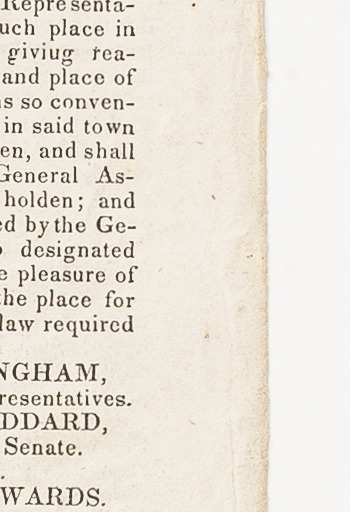 Representa-
uch place in
giviug rea-
and place of
s so conven-
in said town
en, and shall
General As-
holden; and
ed by the Ge-
designated
e pleasure of
the place for
law required
NGHAM,
resentatives.
DDARD,
Senate.
WARDS.